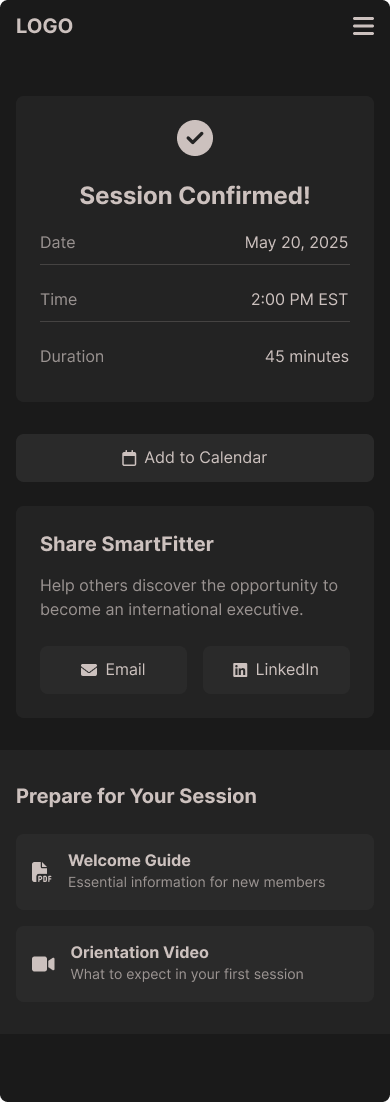 LOGO
Session Confirmed!
Date May 20, 2025
Time 2:00 PM EST
Duration 45 minutes
Add to Calendar
Share SmartFitter
Help others discover the opportunity to
become an international executive.
Email LinkedIn
Prepare for Your Session
PDF
Welcome Guide
Essential information for new members
Orientation Video
What to expect in your first session